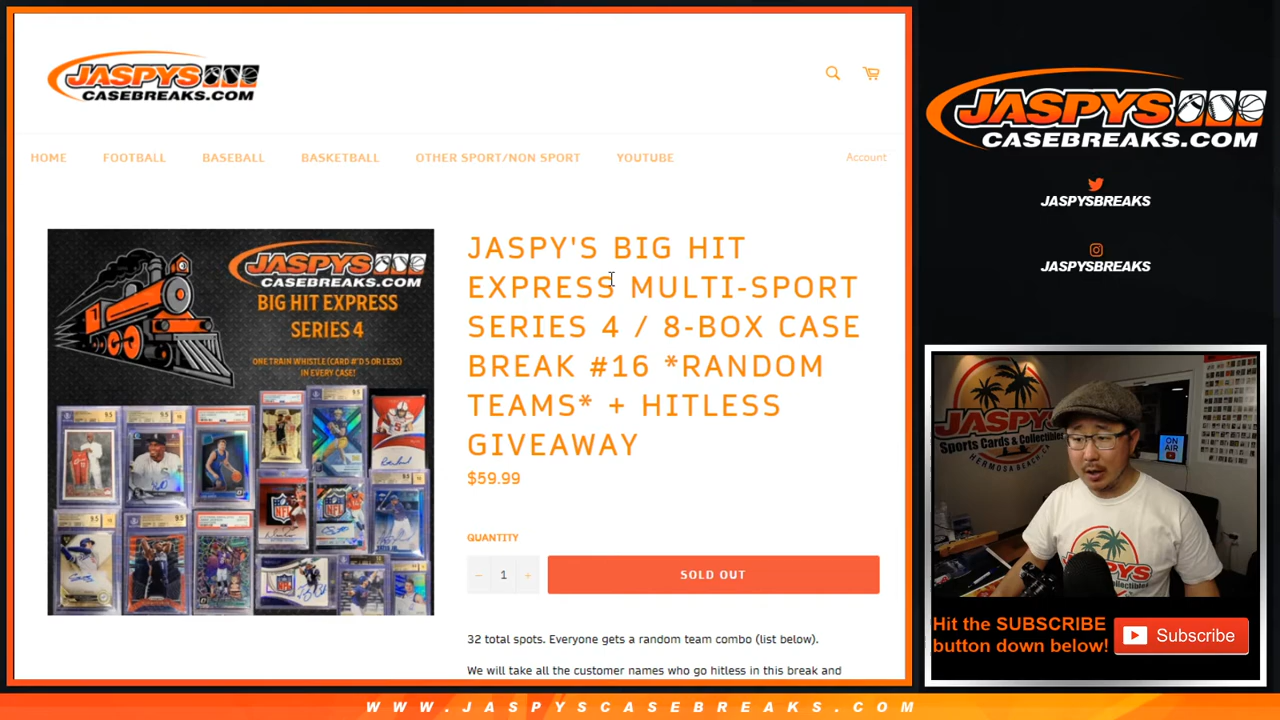 JASPYS
CASEBREAKS.COM
HOME FOOTBALL BASEBALL BASKETBALL OTHER SPORT/NON SPORT YOUTUBE Account
JASPYS
CASEBREAKS.COM
BIG HIT EXPRESS
SERIES 4
ONE TRAIN WHISTLE (CARD #'D 5 OR LESS)
IN EVERY CASE!
JASPY'S BIG HIT
EXPRESS MULTI-SPORT
SERIES 4 / 8-BOX CASE
BREAK #16 *RANDOM
TEAMS* + HITLESS
GIVEAWAY
$59.99
QUANTITY
− 1 +
SOLD OUT
32 total spots. Everyone gets a random team combo (list below).
We will take all the customer names who go hitless in this break and
JASPYS
CASEBREAKS.COM
JASPYSBREAKS
JASPYSBREAKS
JASPYS
Sports Cards & Collectibles
HERMOSA BEACH, CA
ON AIR
JASPYS
Hit the SUBSCRIBE
button down below!
Subscribe
WWW.JASPYSCASEBREAKS.COM